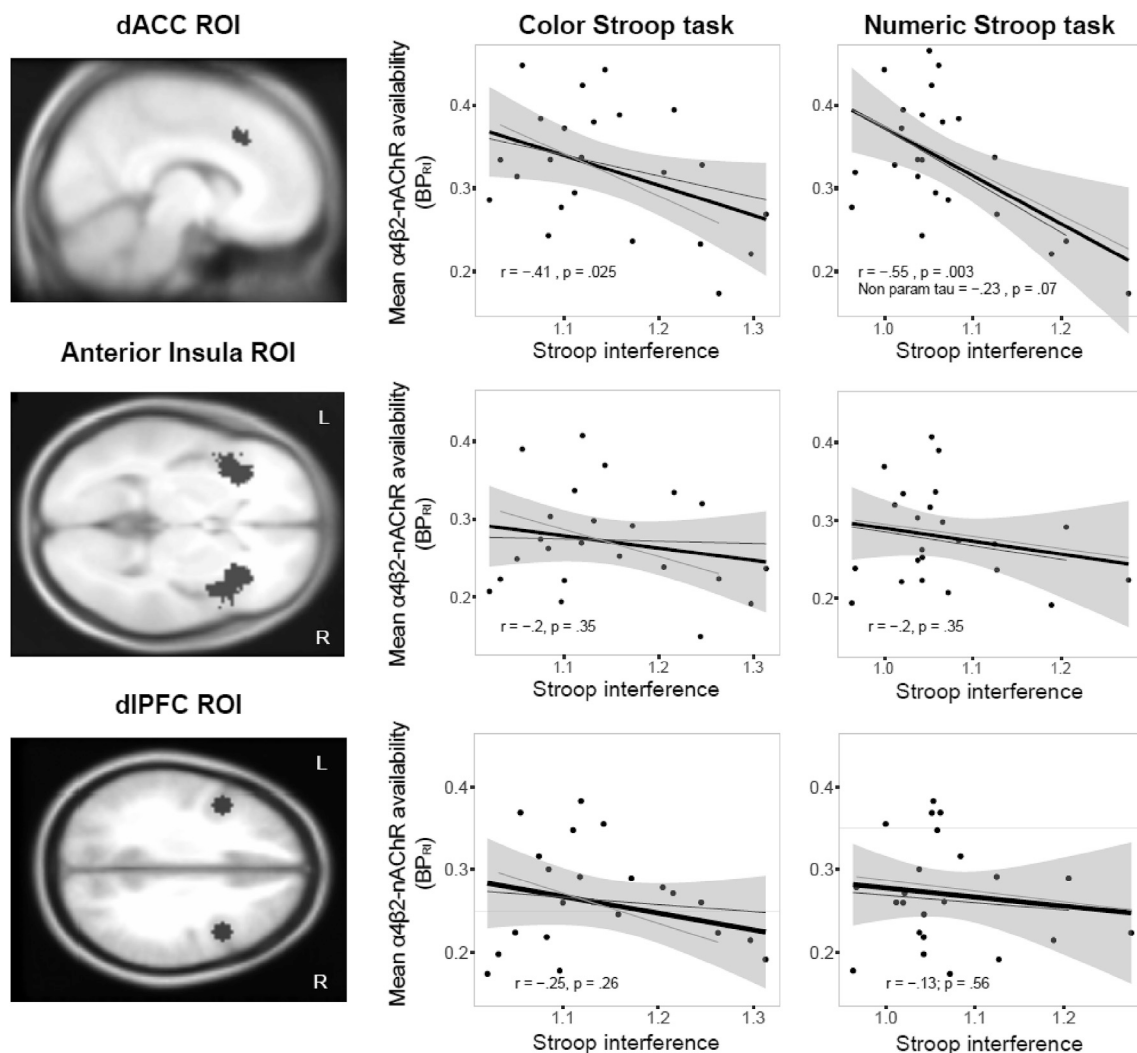 dACC ROI
Color Stroop task
Numeric Stroop task
Mean α4β2-nAChR availability
(BPRI)
0.4
0.3
0.2
r = −.41 , p = .025
1.1
1.2
1.3
Stroop interference
r = −.55 , p = .003
Non param tau = −.23 , p = .07
1.0
1.1
1.2
Stroop interference
Anterior Insula ROI
L
R
Mean α4β2-nAChR availability
(BPRI)
0.4
0.3
0.2
r = −.2 , p = .35
1.1
1.2
1.3
Stroop interference
0.4
0.3
0.2
r = −.2 , p = .35
1.0
1.1
1.2
Stroop interference
dlPFC ROI
L
R
Mean α4β2-nAChR availability
(BPRI)
0.4
0.3
0.2
r = −.25, p = .26
1.1
1.2
1.3
Stroop interference
0.4
0.3
0.2
r = −.13; p = .56
1.0
1.1
1.2
Stroop interference